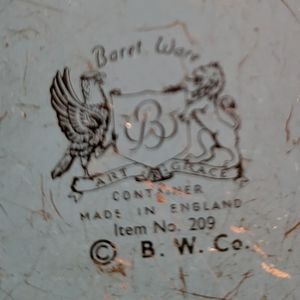 Baret Ware
B
ART GRACE
CONTAINER
MADE IN ENGLAND
Item No. 209
© B. W. Co.